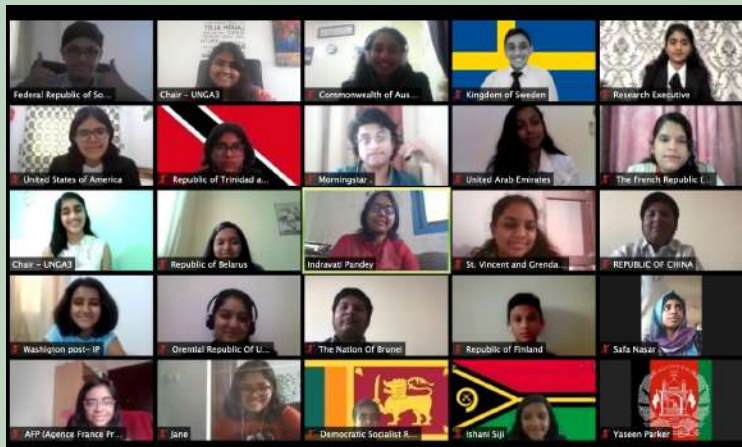 Federal Republic of So...
Chair - UNGA3
Commonwealth of Aus...
Kingdom of Sweden
Research Executive
United States of America
Republic of Trinidad a...
Morningstar .
United Arab Emirates
The French Republic (...
Chair - UNGA3
Republic of Belarus
Indravati Pandey
St. Vincent and Grenda...
REPUBLIC OF CHINA
Washigton post- IP
Orential Republic Of U...
The Nation Of Brunei
Republic of Finland
Safa Nasar
AFP (Agence France Pr...
Jane
Democratic Socialist R...
Ishani Siji
Yaseen Parker